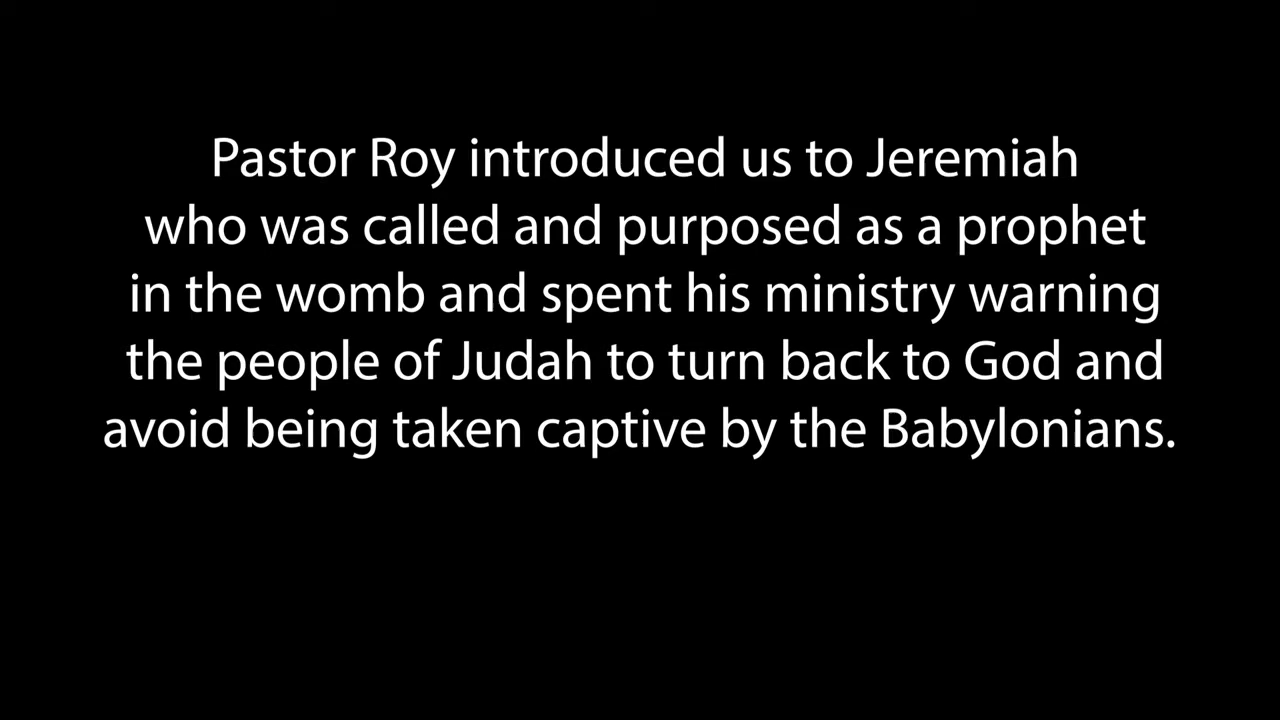 Pastor Roy introduced us to Jeremiah
who was called and purposed as a prophet
in the womb and spent his ministry warning
the people of Judah to turn back to God and
avoid being taken captive by the Babylonians.